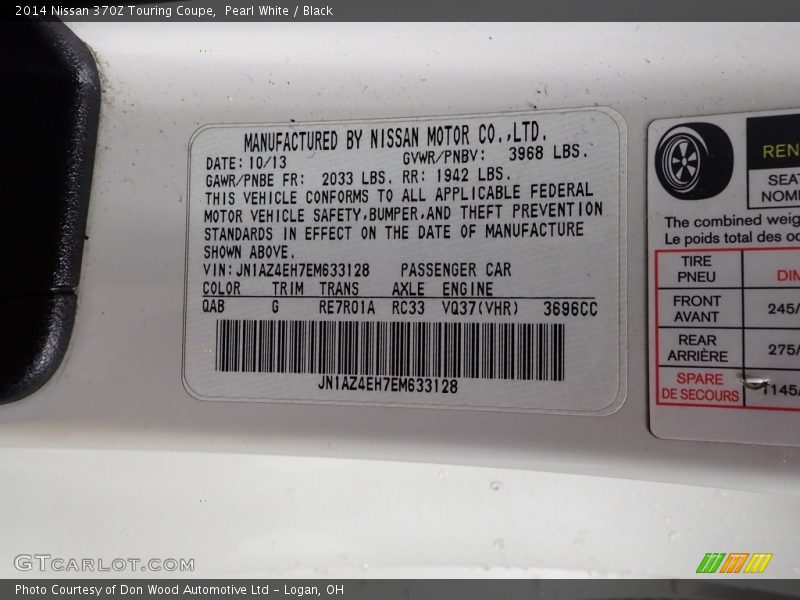 2014 Nissan 370Z Touring Coupe, Pearl White / Black
MANUFACTURED BY NISSAN MOTOR CO.,LTD.
DATE: 10/13 GVWR/PNBV: 3968 LBS.
GAWR/PNBE FR: 2033 LBS. RR: 1942 LBS.
THIS VEHICLE CONFORMS TO ALL APPLICABLE FEDERAL
MOTOR VEHICLE SAFETY,BUMPER,AND THEFT PREVENTION
STANDARDS IN EFFECT ON THE DATE OF MANUFACTURE
SHOWN ABOVE.
VIN: JN1AZ4EH7EM633128 PASSENGER CAR
COLOR TRIM TRANS AXLE ENGINE
QAB G RE7R01A RC33 VQ37(VHR) 3696CC
JN1AZ4EH7EM633128
REN
SEAT
NOM
The combined weig
Le poids total des oc
TIRE
PNEU
DIM
FRONT
AVANT
245/
REAR
ARRIÈRE
275/
SPARE
DE SECOURS
T145/
GTCARLOT.COM
Photo Courtesy of Don Wood Automotive Ltd - Logan, OH